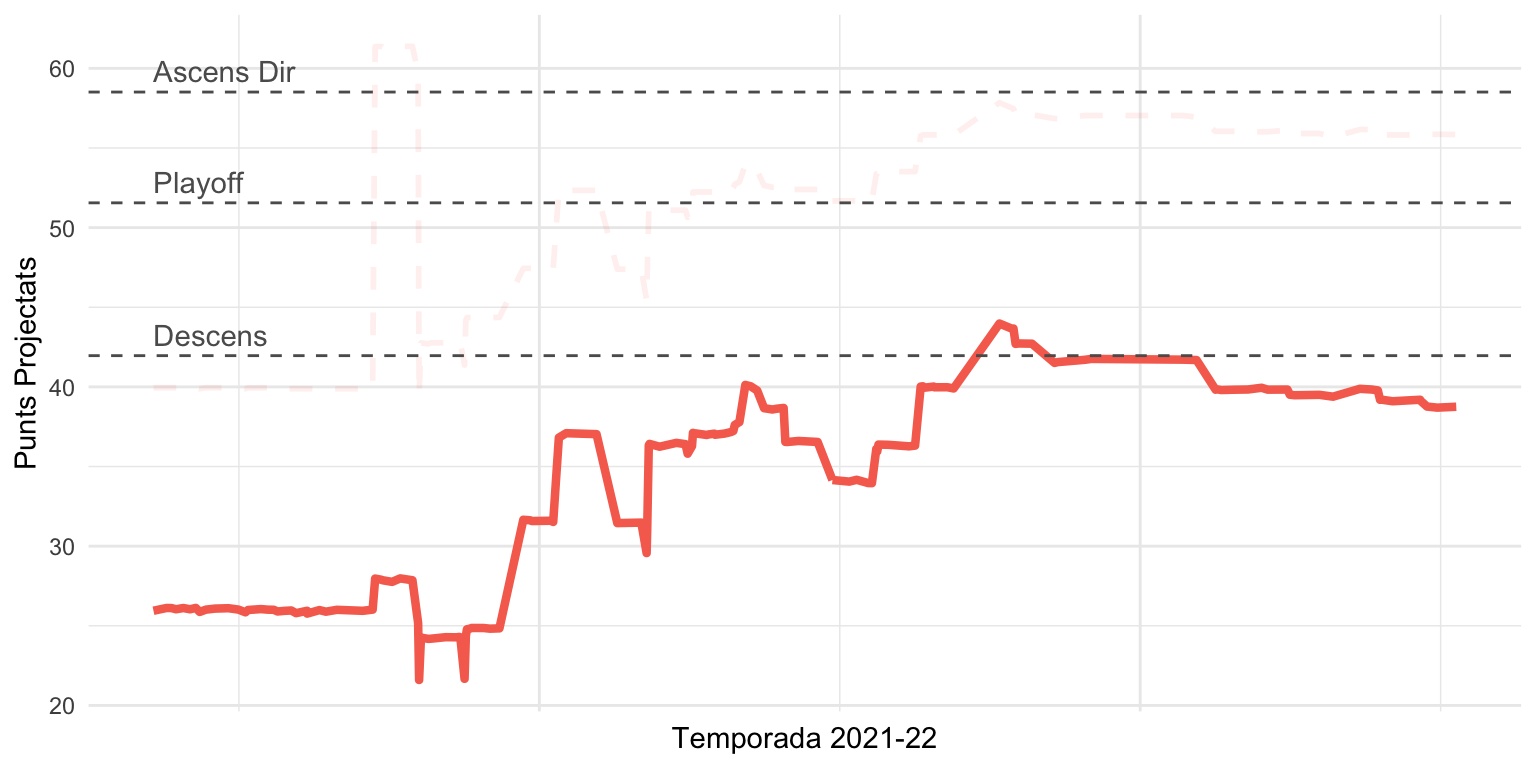 60
Ascens Dir
Playoff
50
Descens
40
30
20
Punts Projectats
Temporada 2021-22